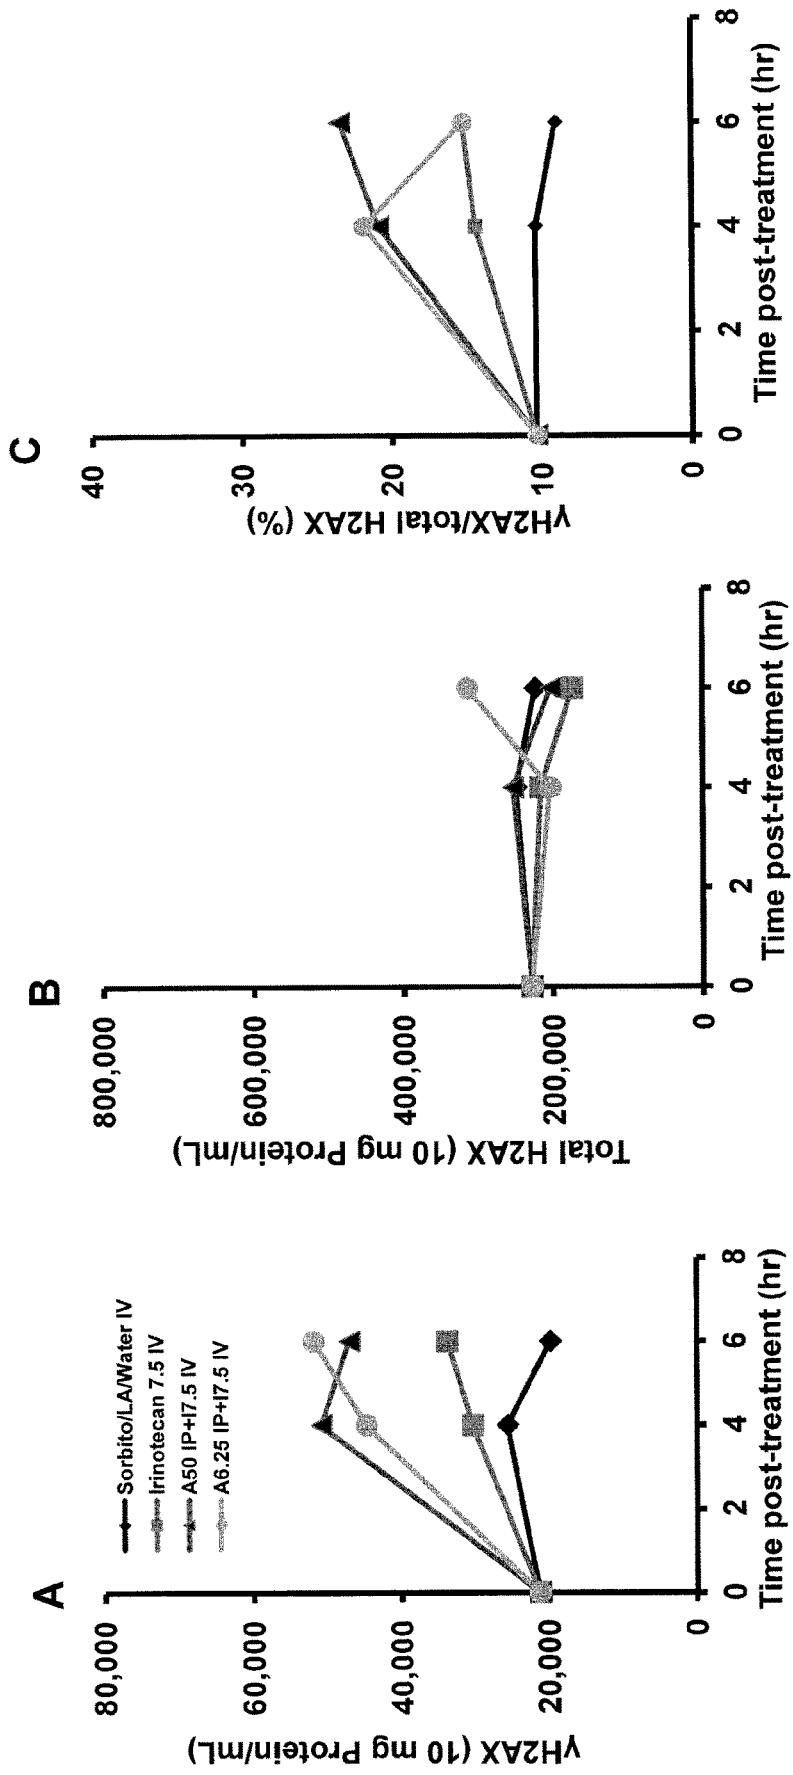 A
γH2AX (10 mg Protein/mL)
80,000
60,000
40,000
20,000
0
0 2 4 6 8
Time post-treatment (hr)
Sorbito/LA/Water IV
Irinotecan 7.5 IV
A50 IP+I7.5 IV
A6.25 IP+I7.5 IV
B
Total H2AX (10 mg Protein/mL)
800,000
600,000
400,000
200,000
0
0 2 4 6 8
Time post-treatment (hr)
C
γH2AX/total H2AX (%)
40
30
20
10
0
0 2 4 6 8
Time post-treatment (hr)